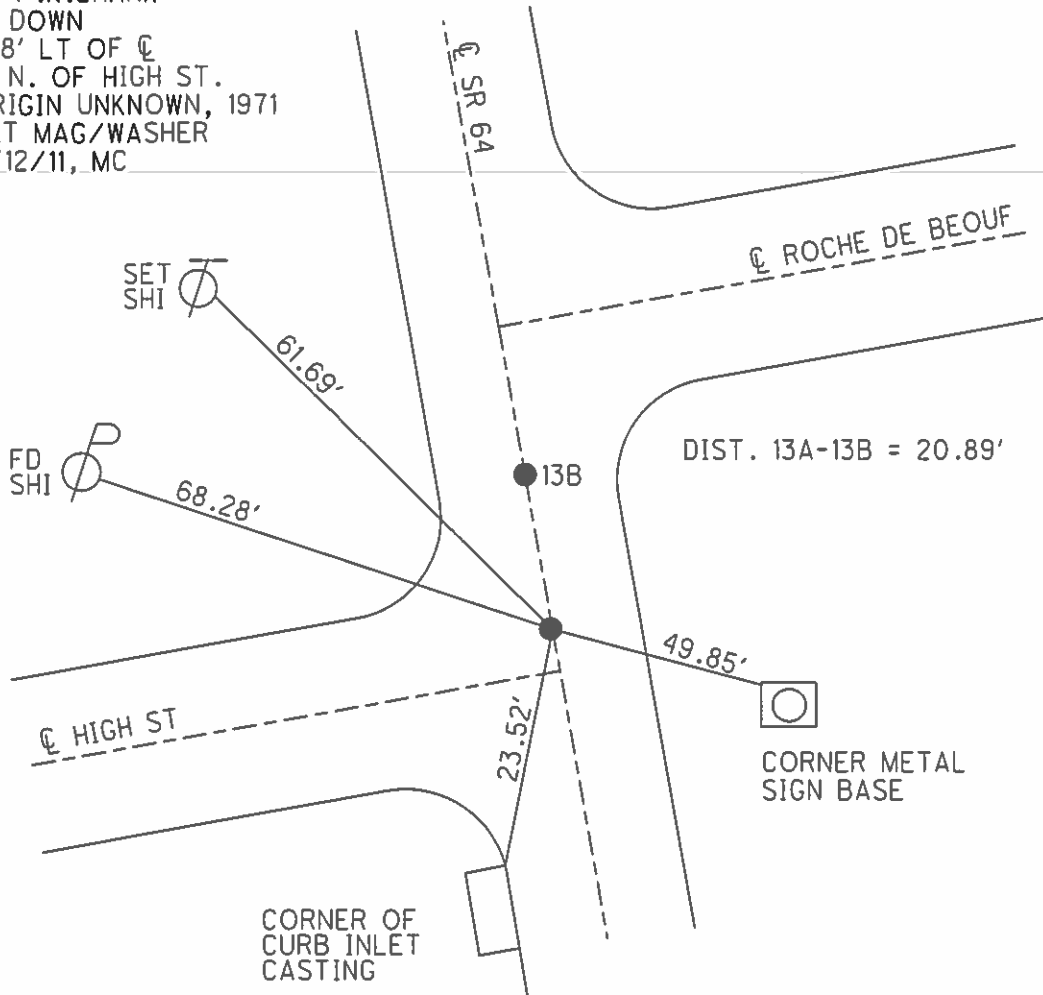 DOWN
8' LT OF ℄
N. OF HIGH ST.
RIGIN UNKNOWN, 1971
T MAG/WASHER
12/11, MC
℄ SR 64
℄ ROCHE DE BEOUF
SET
SHI
61.69'
FD
SHI
68.28'
13B
DIST. 13A-13B = 20.89'
49.85'
23.52'
℄ HIGH ST
CORNER METAL
SIGN BASE
CORNER OF
CURB INLET
CASTING